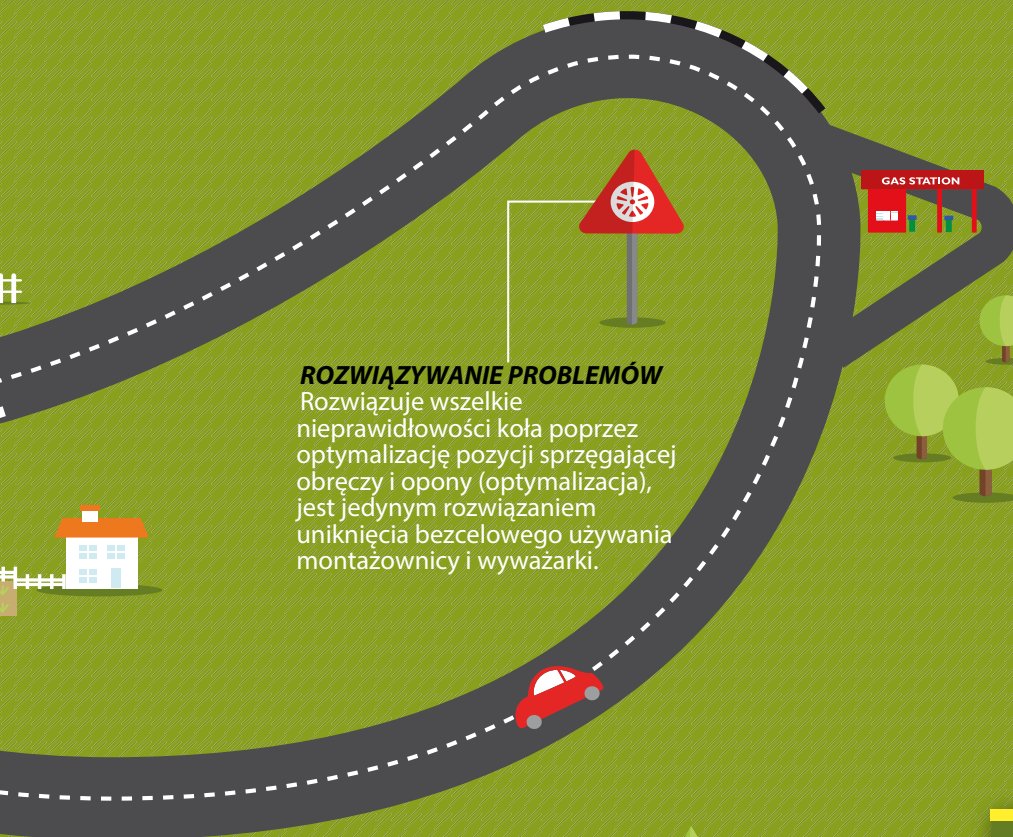 GAS STATION
ROZWIĄZYWANIE PROBLEMÓW
Rozwiązuje wszelkie
nieprawidłowości koła poprzez
optymalizację pozycji sprzęgającej
obręczy i opony (optymalizacja),
jest jedynym rozwiązaniem
uniknięcia bezcelowego używania
montażownicy i wyważarki.